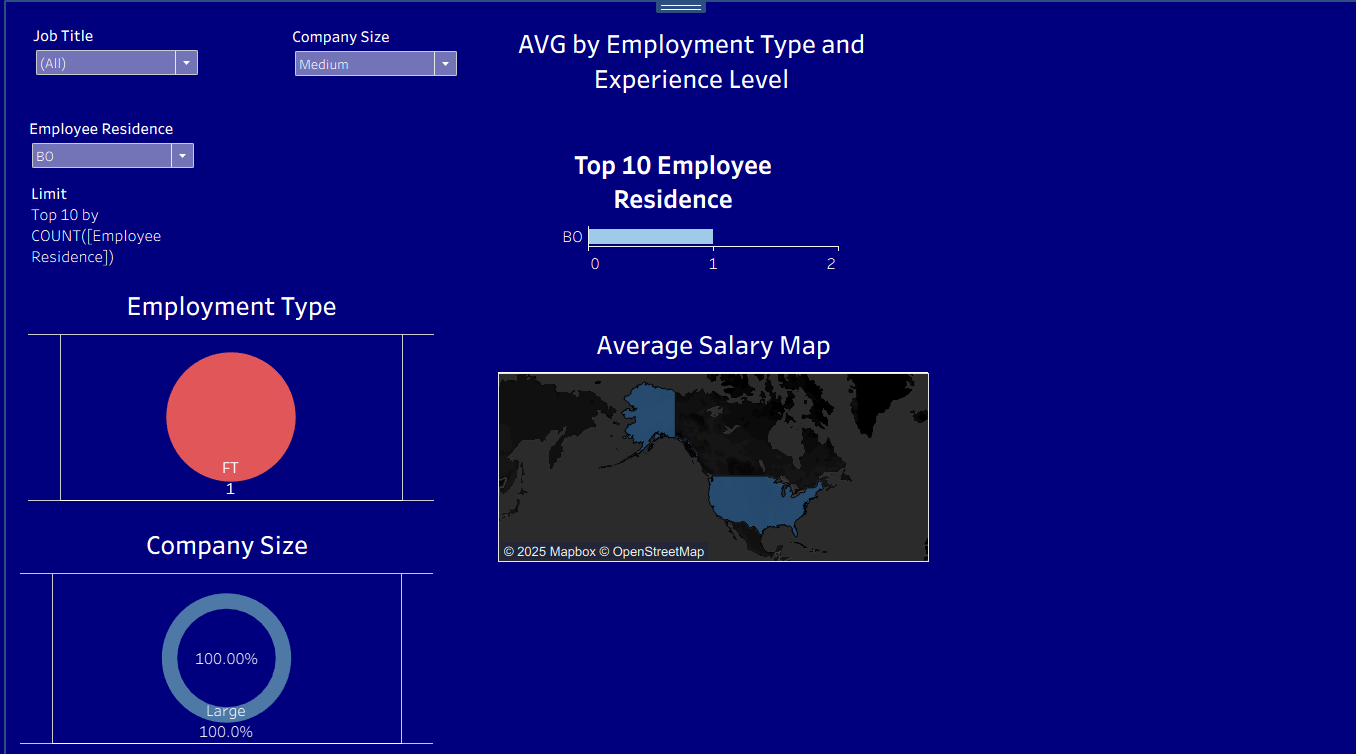 Job Title
(All)
Company Size
Medium
AVG by Employment Type and
Experience Level
Employee Residence
BO
Limit
Top 10 by
COUNT([Employee
Residence])
Top 10 Employee
Residence
BO
0 1 2
Employment Type
FT
1
Average Salary Map
© 2025 Mapbox © OpenStreetMap
Company Size
100.00%
Large
100.0%